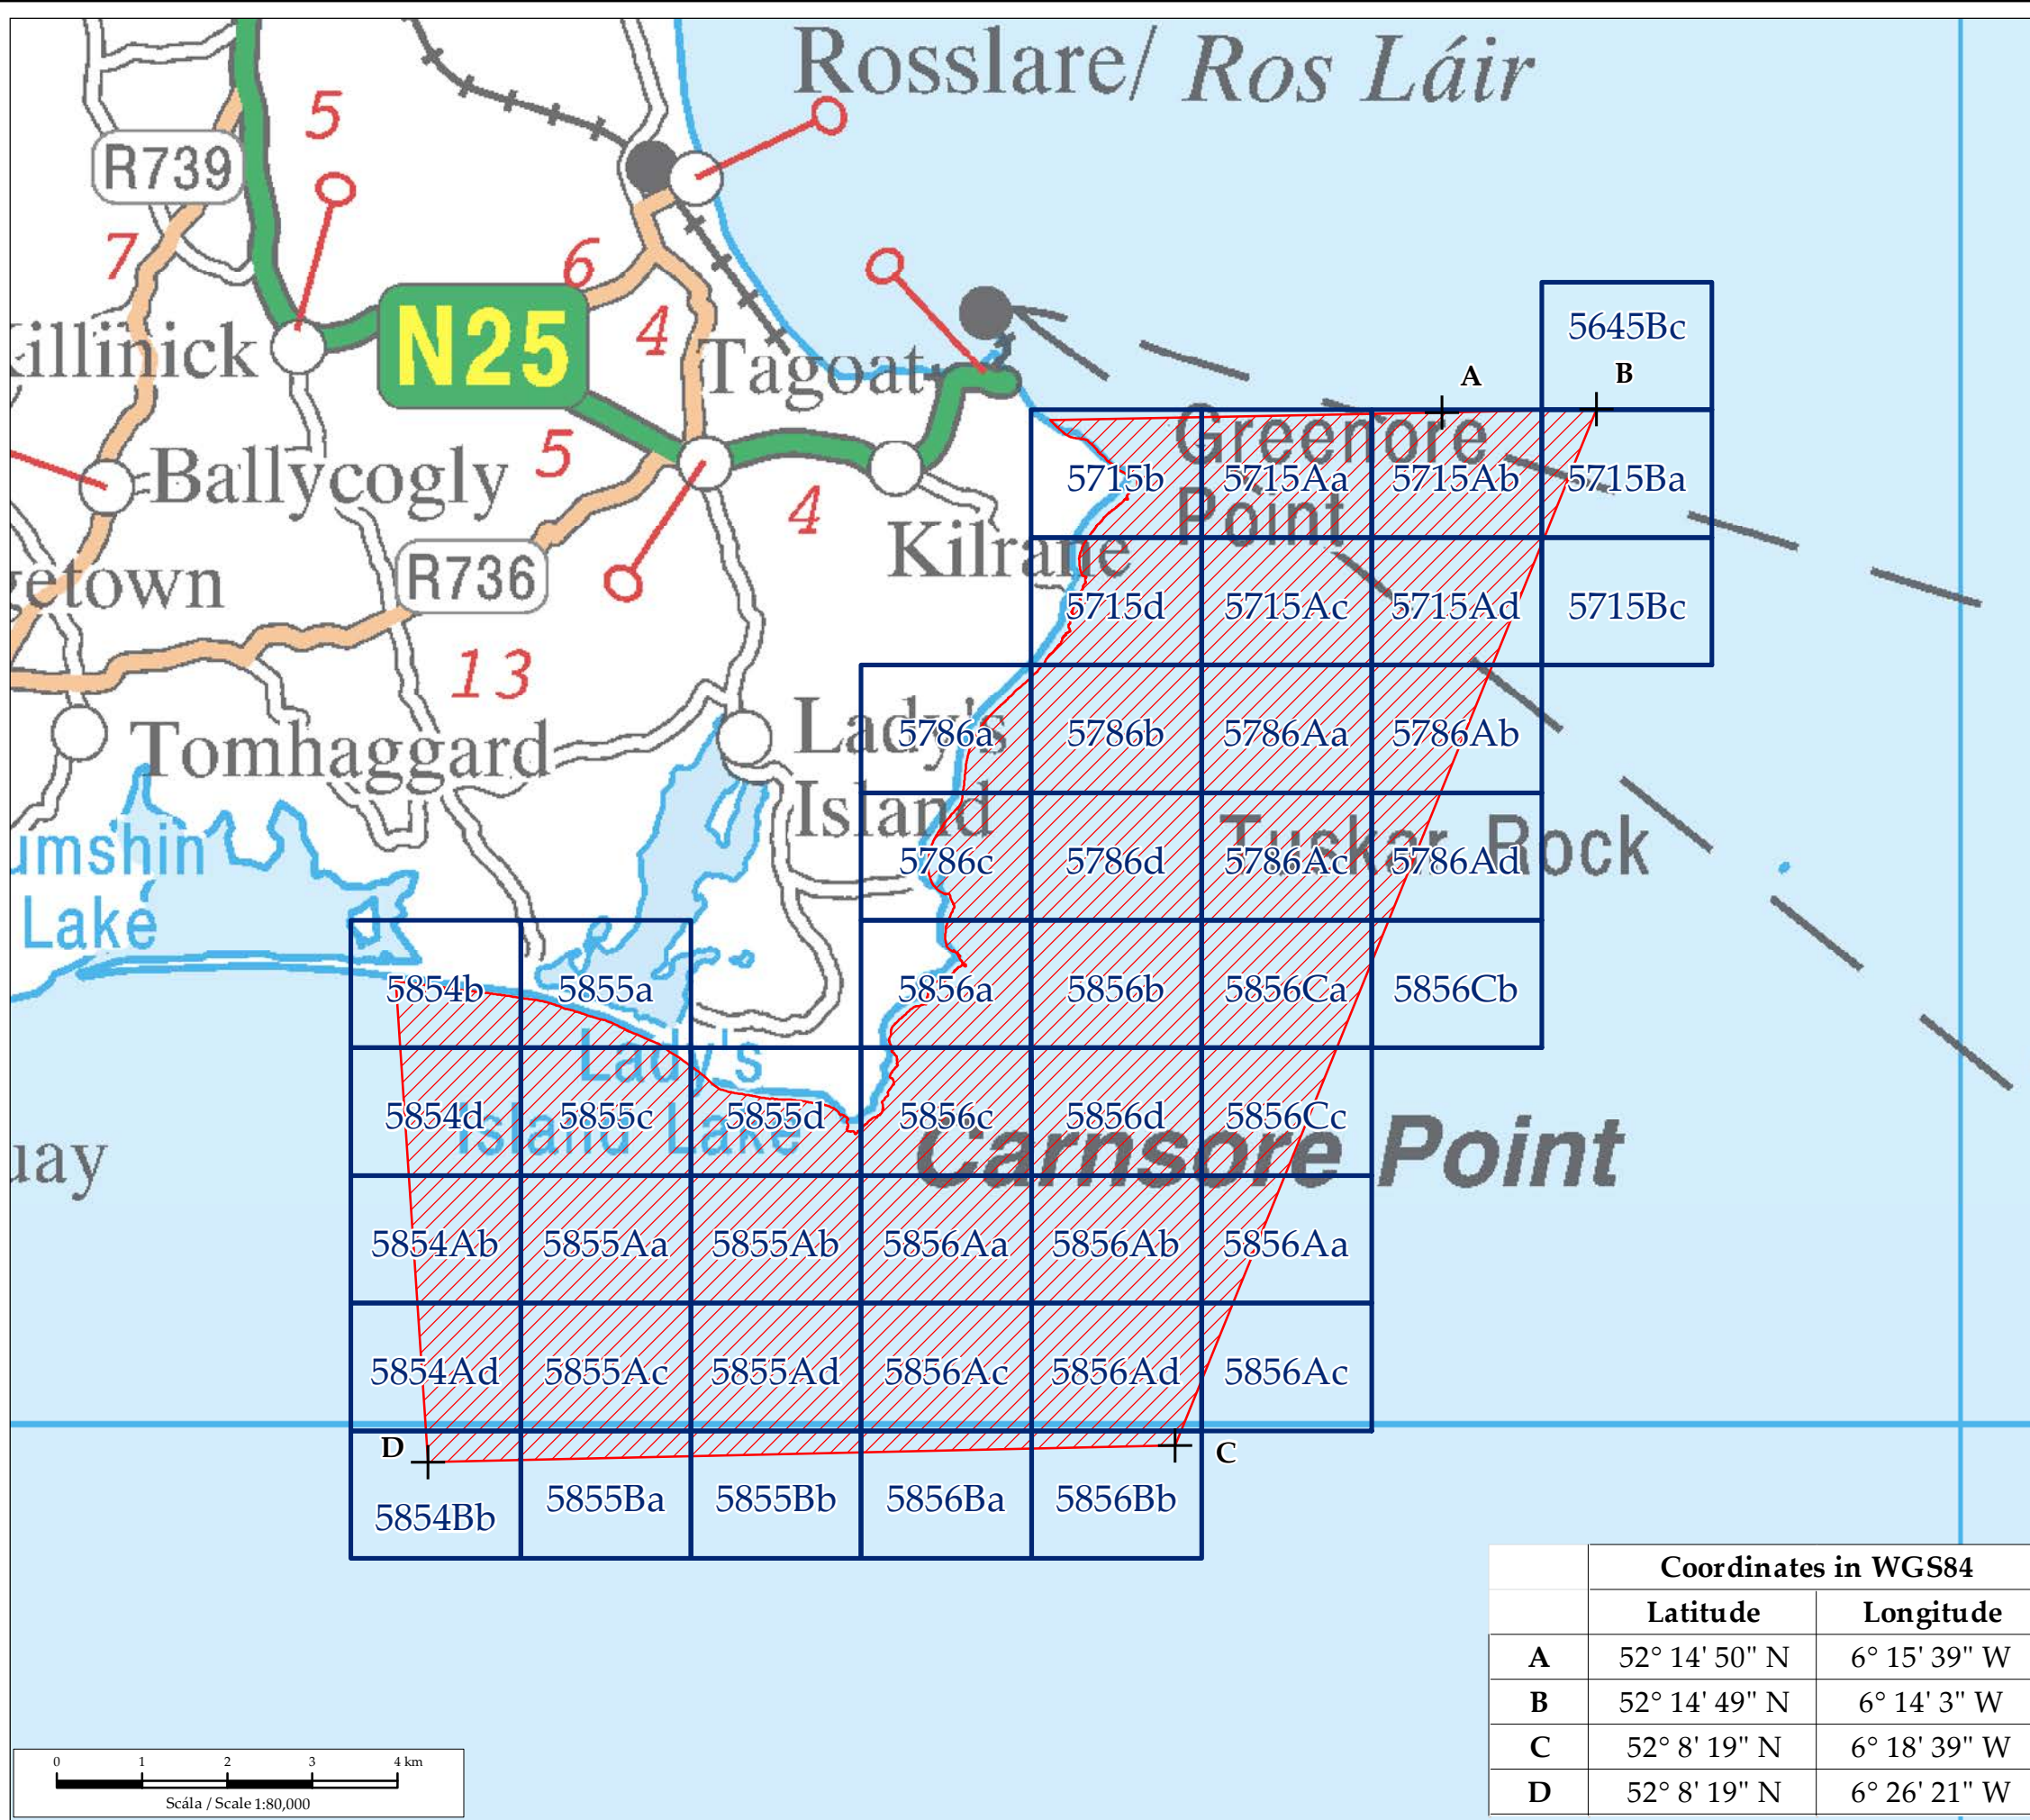 Rosslare/ Ros Láir
5
R739
7
6
N25
4
illinick
Tagoat
5645Bc
A
B
Greenore
Point
Ballycogly
5
4
5715b
5715Aa
5715Ab
5715Ba
Kilrane
getown
R736
5715d
5715Ac
5715Ad
5715Bc
13
Tomhaggard
Lady's
Island
5786a
5786b
5786Aa
5786Ab
umshin
Lake
Tuskar Rock
5786c
5786d
5786Ac
5786Ad
5854b
5855a
5856a
5856b
5856Ca
5856Cb
Lady's
Island Lake
5854d
5855c
5855d
5856c
5856d
5856Cc
uay
Carnsore Point
5854Ab
5855Aa
5855Ab
5856Aa
5856Ab
5856Aa
5854Ad
5855Ac
5855Ad
5856Ac
5856Ad
5856Ac
D
C
5854Bb
5855Ba
5855Bb
5856Ba
5856Bb
Coordinates in WGS84
Latitude Longitude
A 52° 14' 50" N 6° 15' 39" W
B 52° 14' 49" N 6° 14' 3" W
C 52° 8' 19" N 6° 18' 39" W
D 52° 8' 19" N 6° 26' 21" W
0 1 2 3 4 km
Scála / Scale 1:80,000